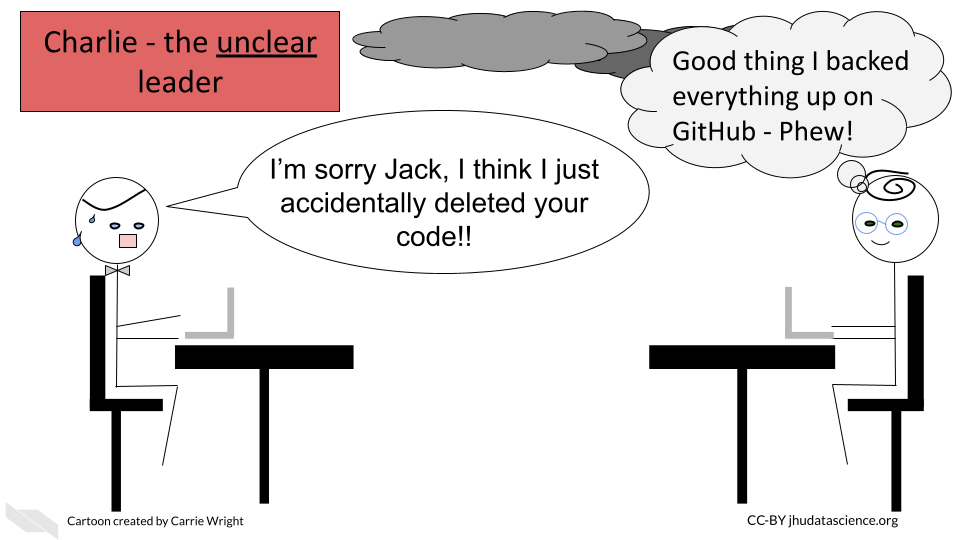 Charlie - the unclear
leader
Good thing I backed
everything up on
GitHub - Phew!
I’m sorry Jack, I think I just
accidentally deleted your
code!!
Cartoon created by Carrie Wright
CC-BY jhudatascience.org